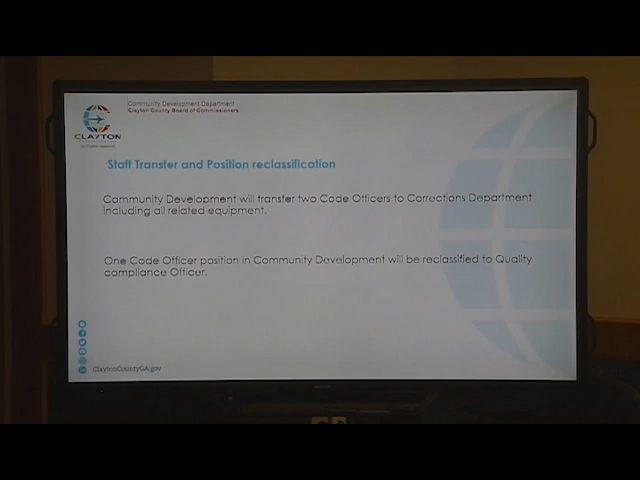 Community Development Department
Clayton County Board of Commissioners
CLAYTON
Staff Transfer and Position reclassification
Community Development will transfer two Code Officers to Corrections Department
including all related equipment.
One Code Officer position in Community Development will be reclassified to Quality
compliance Officer.
ClaytonCountyGA.gov